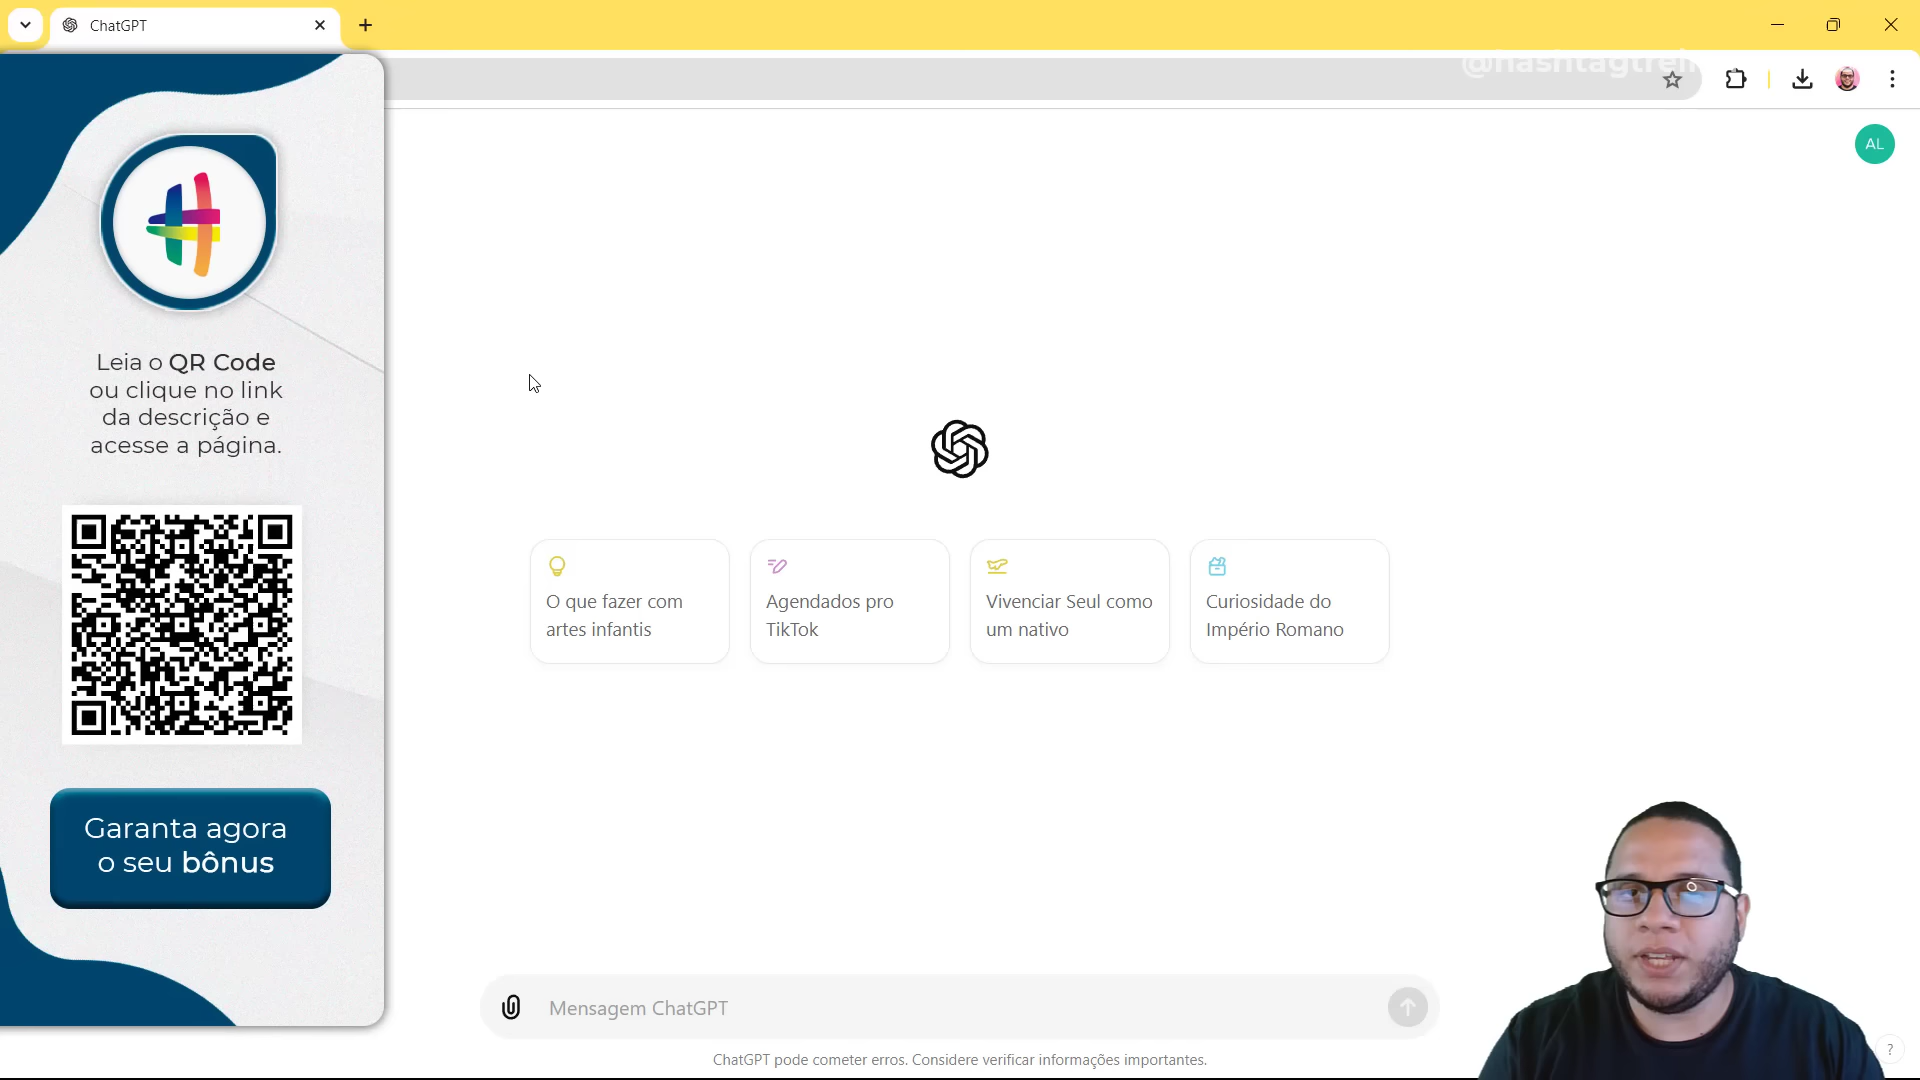 ChatGPT
@hashtagtrein
AL
Leia o QR Code
ou clique no link
da descrição e
acesse a página.
O que fazer com
artes infantis
Agendados pro
TikTok
Vivenciar Seul como
um nativo
Curiosidade do
Império Romano
Garanta agora
o seu bônus
Mensagem ChatGPT
ChatGPT pode cometer erros. Considere verificar informações importantes.
?